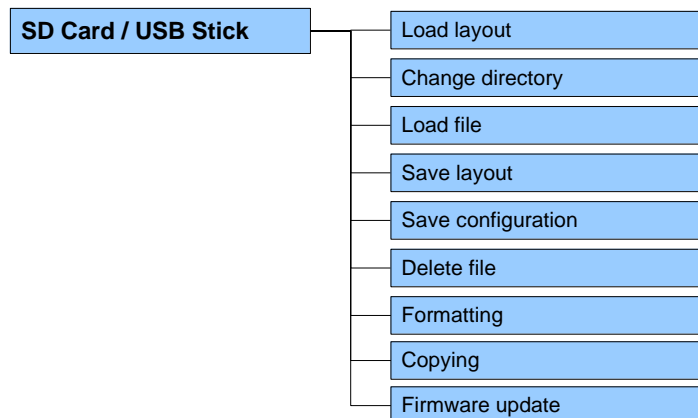 SD Card / USB Stick
Load layout
Change directory
Load file
Save layout
Save configuration
Delete file
Formatting
Copying
Firmware update